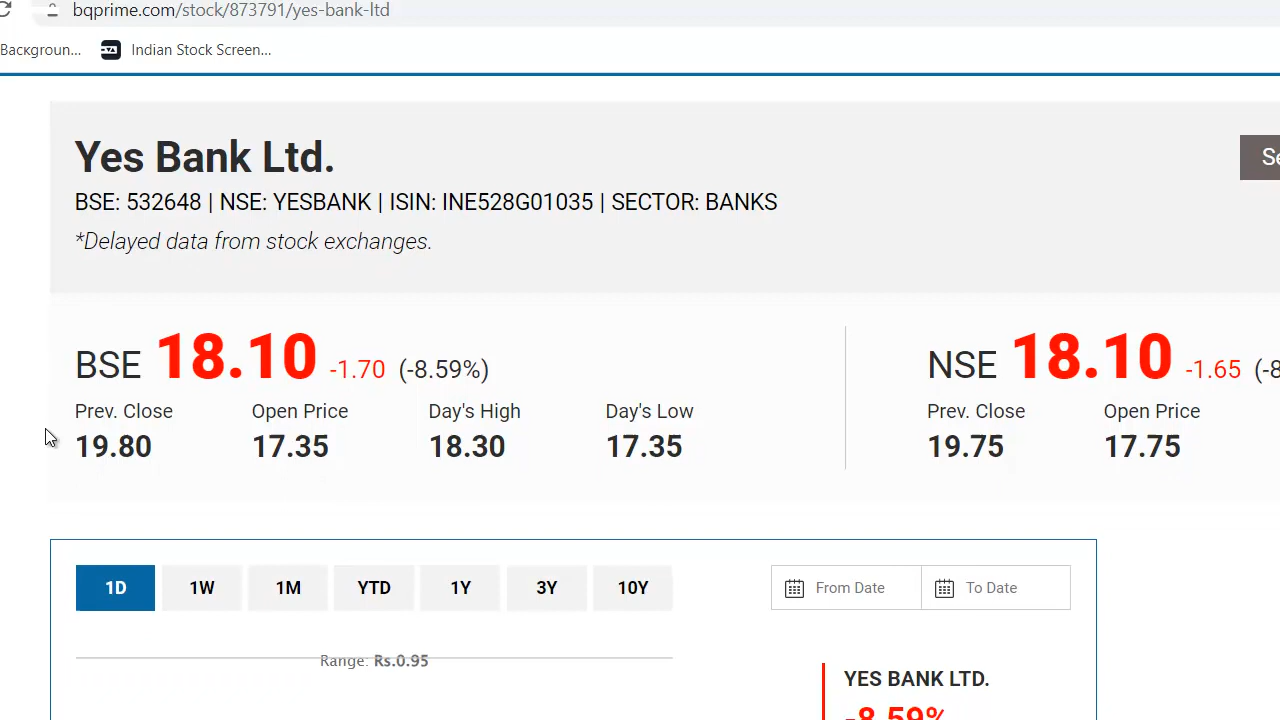 bqprime.com/stock/873791/yes-bank-ltd
Backgroun... Indian Stock Screen...
Yes Bank Ltd.
BSE: 532648 | NSE: YESBANK | ISIN: INE528G01035 | SECTOR: BANKS
*Delayed data from stock exchanges.
BSE 18.10 -1.70 (-8.59%)
Prev. Close Open Price Day's High Day's Low
19.80 17.35 18.30 17.35
NSE 18.10 -1.65 (-8
Prev. Close Open Price
19.75 17.75
1D 1W 1M YTD 1Y 3Y 10Y
From Date To Date
Range: Rs.0.95
YES BANK LTD.
-8.59%